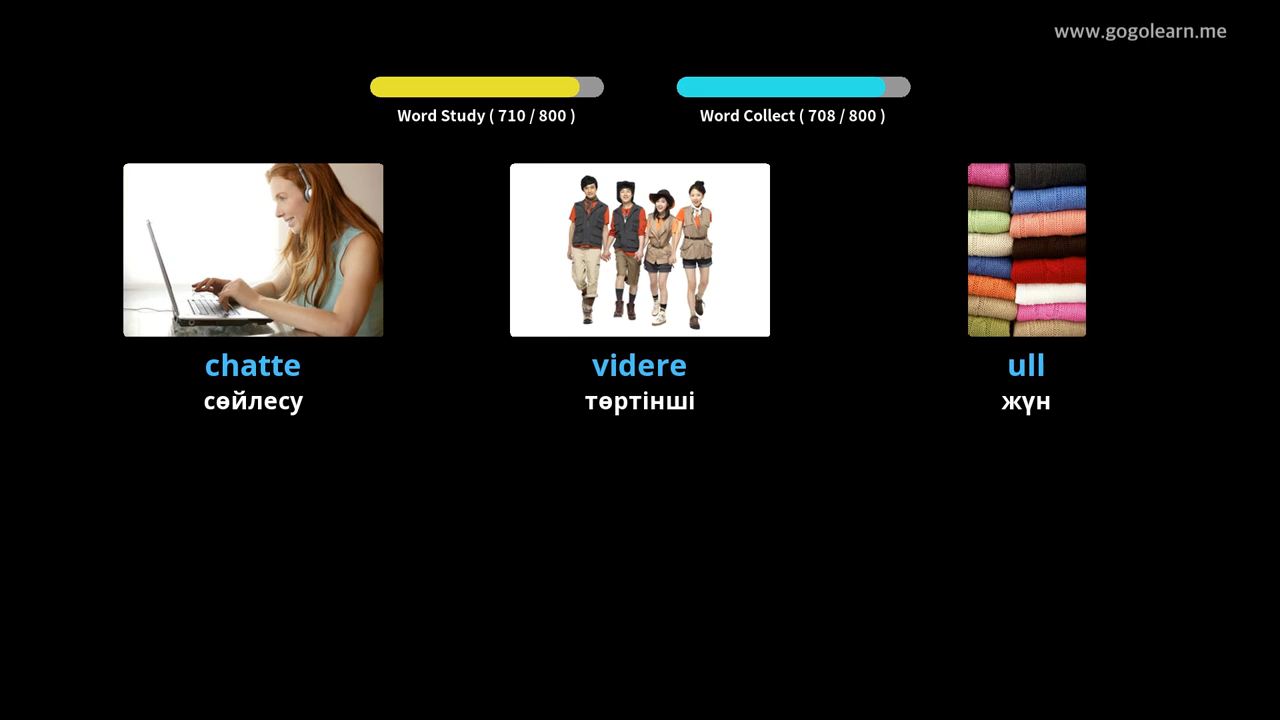 www.gogolearn.me
Word Study ( 710 / 800 )
Word Collect ( 708 / 800 )
chatte
сөйлесу
videre
төртінші
ull
жүн